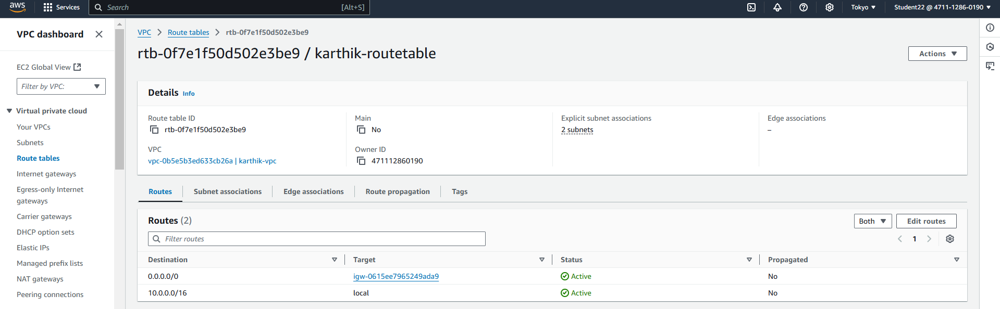 aws
Services
Search
[Alt+S]
Tokyo
Student22 @ 4711-1286-0190
VPC dashboard
EC2 Global View
Filter by VPC:
Virtual private cloud
Your VPCs
Subnets
Route tables
Internet gateways
Egress-only Internet
gateways
Carrier gateways
DHCP option sets
Elastic IPs
Managed prefix lists
NAT gateways
Peering connections
VPC > Route tables > rtb-0f7e1f50d502e3be9
rtb-0f7e1f50d502e3be9 / karthik-routetable
Actions
Details Info
Route table ID
rtb-0f7e1f50d502e3be9
Main
No
Explicit subnet associations
2 subnets
Edge associations
–
VPC
vpc-0b5e5b3ed633cb26a | karthik-vpc
Owner ID
471112860190
Routes
Subnet associations
Edge associations
Route propagation
Tags
Routes (2)
Both
Edit routes
Filter routes
1
Destination Target Status Propagated
0.0.0.0/0 igw-0615ee7965249ada9 Active No
10.0.0.0/16 local Active No